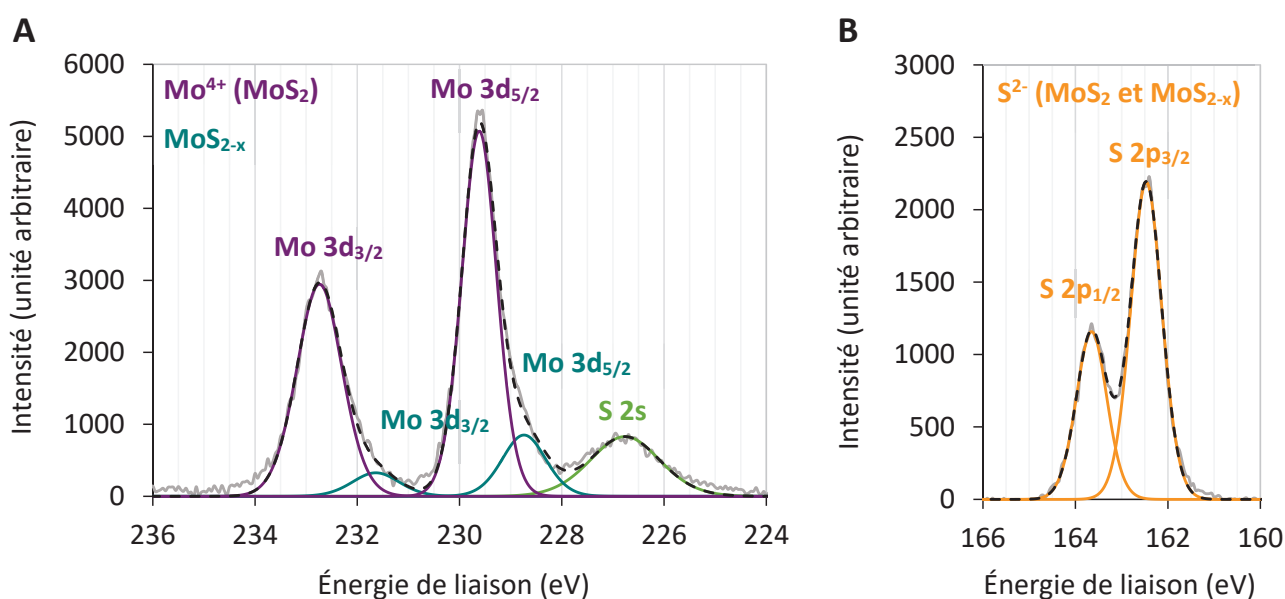 A
Intensité (unité arbitraire)
6000
5000
4000
3000
2000
1000
0
Mo⁴⁺ (MoS₂)
MoS₂₋ₓ
Mo 3d₅/₂
Mo 3d₃/₂
Mo 3d₅/₂
Mo 3d₃/₂
S 2s
236 234 232 230 228 226 224
Énergie de liaison (eV)
B
Intensité (unité arbitraire)
3000
2500
2000
1500
1000
500
0
S²⁻ (MoS₂ et MoS₂₋ₓ)
S 2p₃/₂
S 2p₁/₂
166 164 162 160
Énergie de liaison (eV)